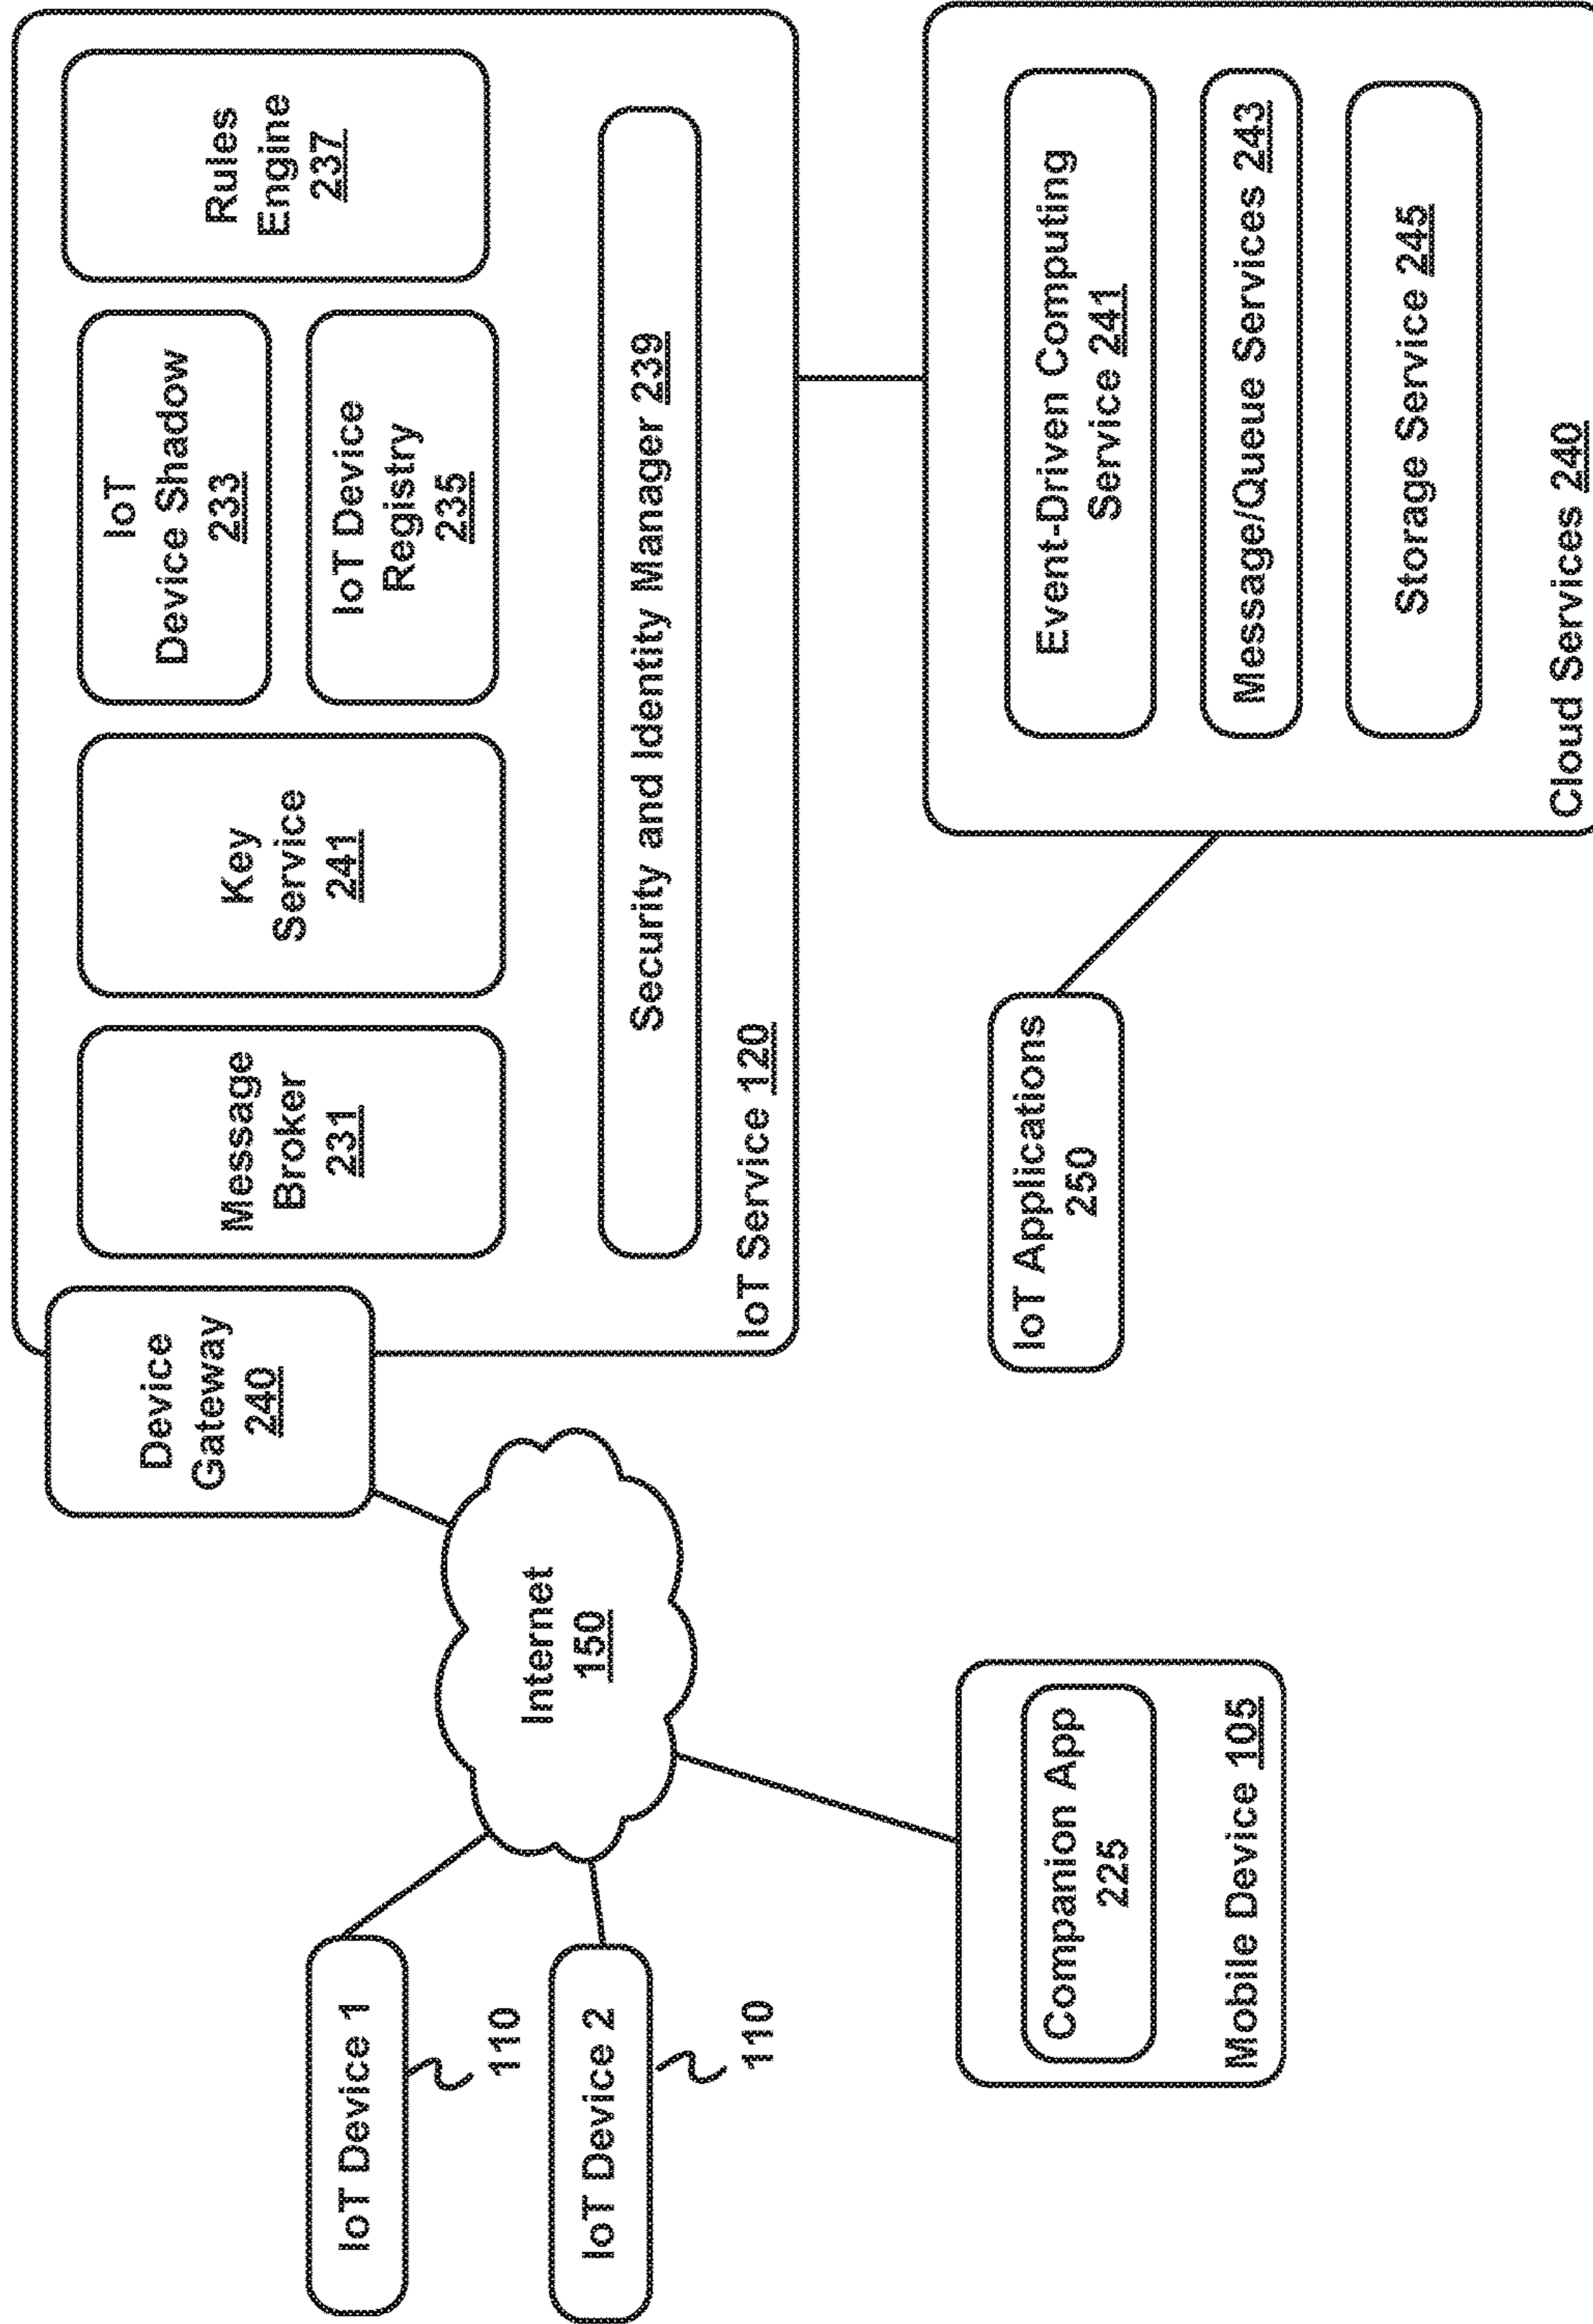 IoT Device 1
110
IoT Device 2
110
Internet
150
Companion App
225
Mobile Device 105
Device
Gateway
240
Message
Broker
231
Key
Service
241
IoT
Device Shadow
233
IoT Device
Registry
235
Rules
Engine
237
Security and Identity Manager 239
IoT Service 120
IoT Applications
250
Event-Driven Computing
Service 241
Message/Queue Services 243
Storage Service 245
Cloud Services 240